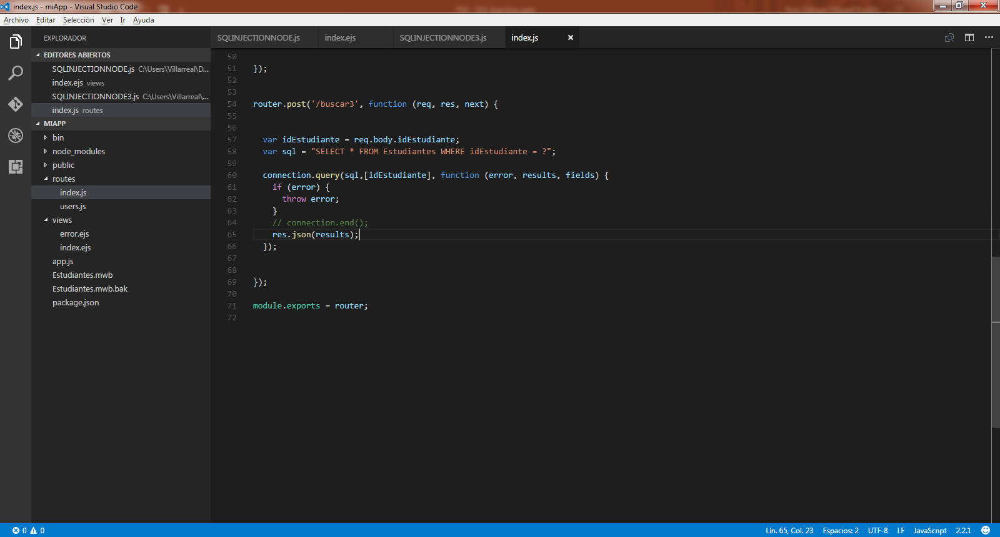 index.js - miApp - Visual Studio Code
Archivo Editar Selección Ver Ir Ayuda
EXPLORADOR
EDITORES ABIERTOS
SQLINJECTIONNODE.js C:\Users\Villarreal\D...
index.ejs views
SQLINJECTIONNODE3.js C:\Users\Villarreal\...
index.js routes
MIAPP
bin
node_modules
public
routes
index.js
users.js
views
error.ejs
index.ejs
app.js
Estudiantes.mwb
Estudiantes.mwb.bak
package.json
SQLINJECTIONNODE.js index.ejs SQLINJECTIONNODE3.js index.js
50
51 });
52
53
54 router.post('/buscar3', function (req, res, next) {
55
56
57 var idEstudiante = req.body.idEstudiante;
58 var sql = "SELECT * FROM Estudiantes WHERE idEstudiante = ?";
59
60 connection.query(sql,[idEstudiante], function (error, results, fields) {
61 if (error) {
62 throw error;
63 }
64 // connection.end();
65 res.json(results);
66 });
67
68
69 });
70
71 module.exports = router;
72
0 0 Lín. 65, Col. 23 Espacios: 2 UTF-8 LF JavaScript 2.2.1